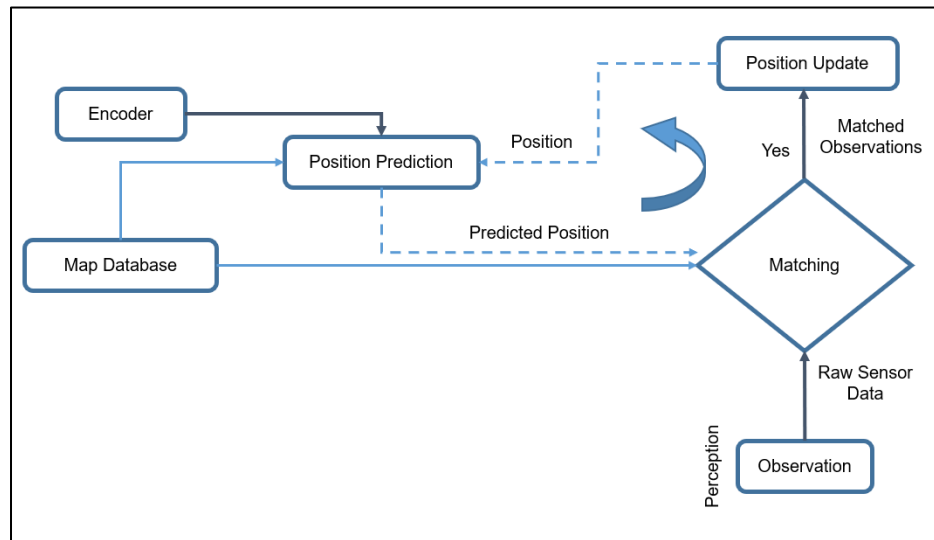 Position Update
Encoder
Position
Matched
Observations
Yes
Position Prediction
Predicted Position
Map Database
Matching
Raw Sensor
Data
Perception
Observation